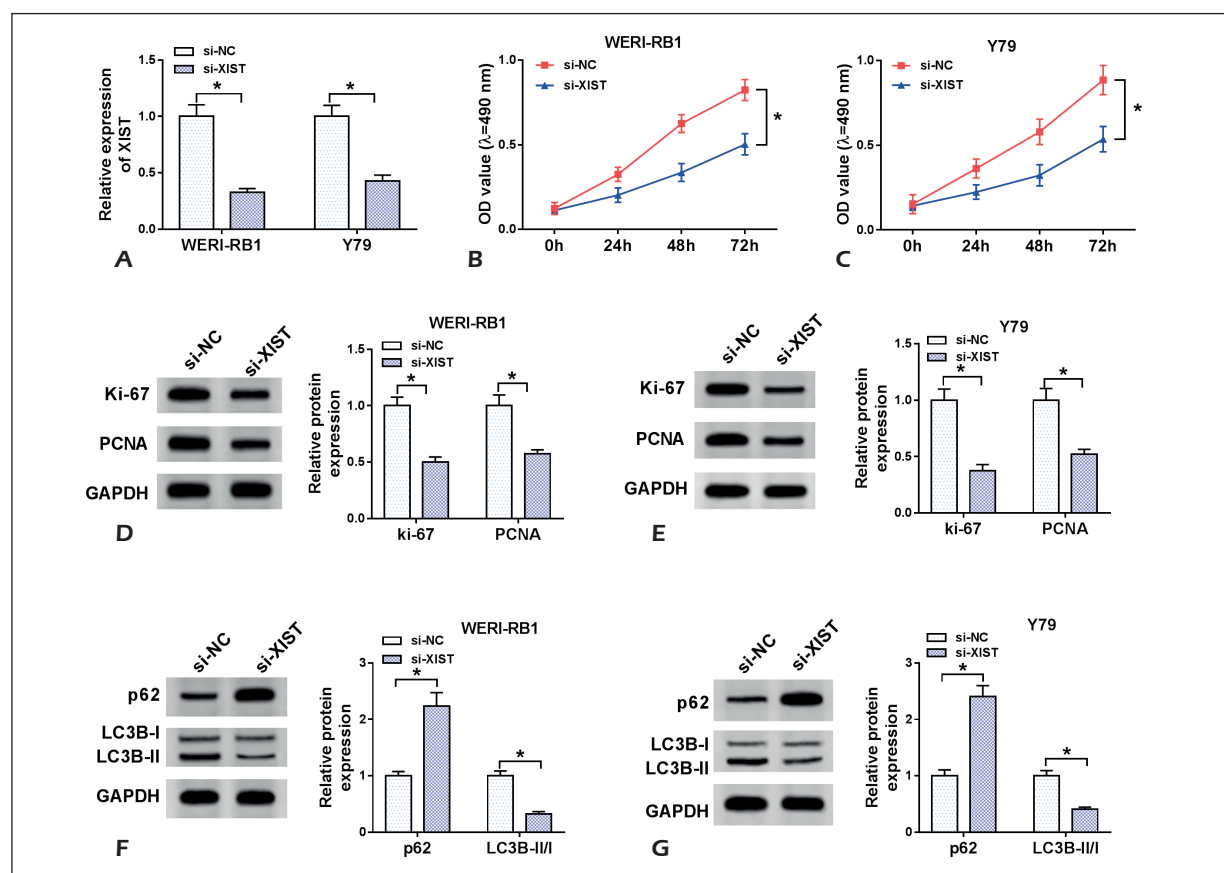 si-NC
si-XIST
Relative expression
of XIST
1.5
1.0
0.5
0.0
*
*
WERI-RB1
Y79
A
WERI-RB1
si-NC
si-XIST
OD value (λ=490 nm)
1.0
0.5
0.0
*
0h
24h
48h
72h
B
Y79
si-NC
si-XIST
OD value (λ=490 nm)
1.0
0.5
0.0
*
0h
24h
48h
72h
C
si-NC
si-XIST
Ki-67
PCNA
GAPDH
D
WERI-RB1
si-NC
si-XIST
Relative protein
expression
1.5
1.0
0.5
0.0
*
*
ki-67
PCNA
si-NC
si-XIST
Ki-67
PCNA
GAPDH
E
Y79
si-NC
si-XIST
Relative protein
expression
1.5
1.0
0.5
0.0
*
*
ki-67
PCNA
si-NC
si-XIST
p62
LC3B-I
LC3B-II
GAPDH
F
WERI-RB1
si-NC
si-XIST
Relative protein
expression
3
2
1
0
*
*
p62
LC3B-II/I
si-NC
si-XIST
p62
LC3B-I
LC3B-II
GAPDH
G
Y79
si-NC
si-XIST
Relative protein
expression
3
2
1
0
*
*
p62
LC3B-II/I